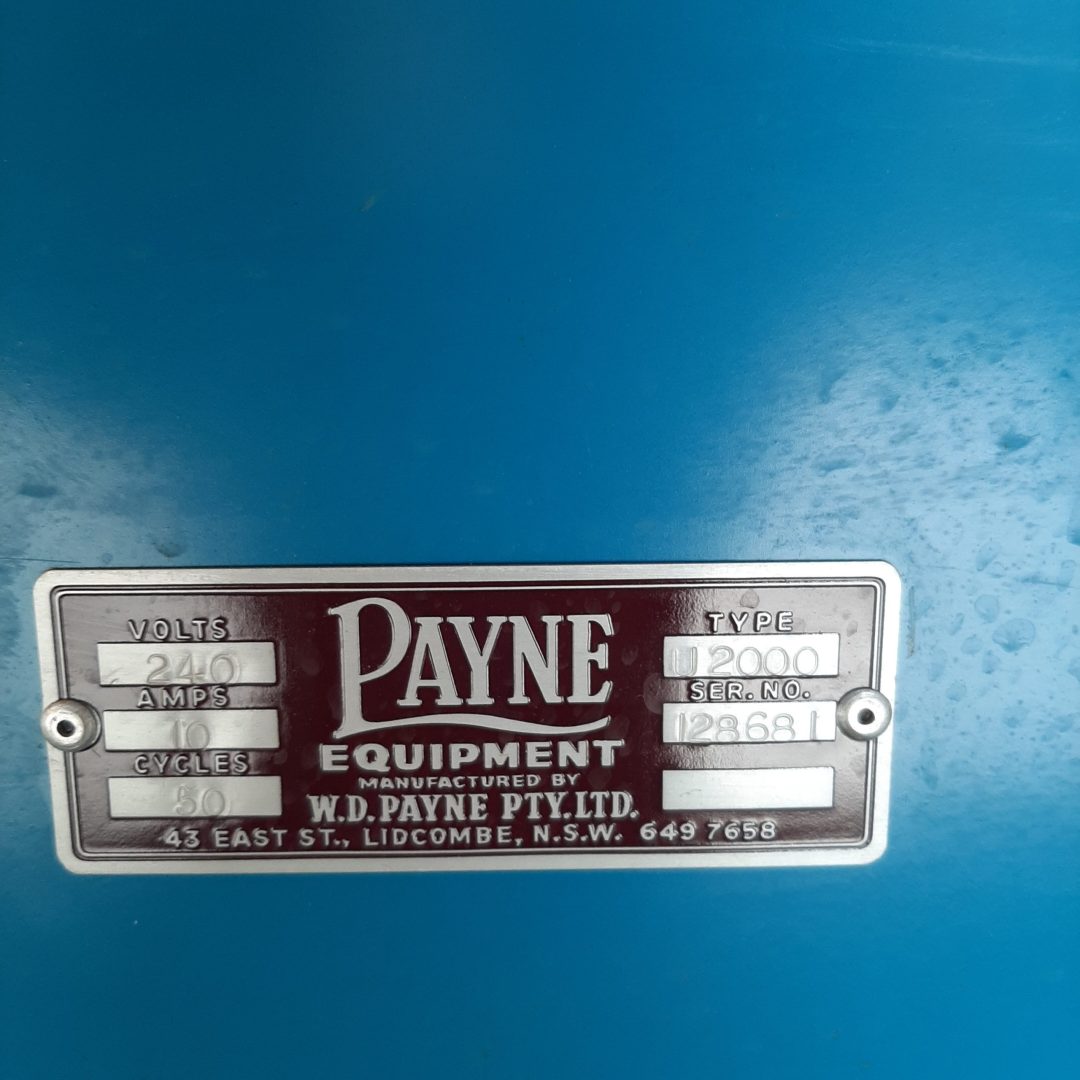 VOLTS
240
AMPS
10
CYCLES
50
PAYNE
EQUIPMENT
MANUFACTURED BY
W.D. PAYNE PTY. LTD.
43 EAST ST., LIDCOMBE, N.S.W. 649 7658
TYPE
U2000
SER. NO.
128681